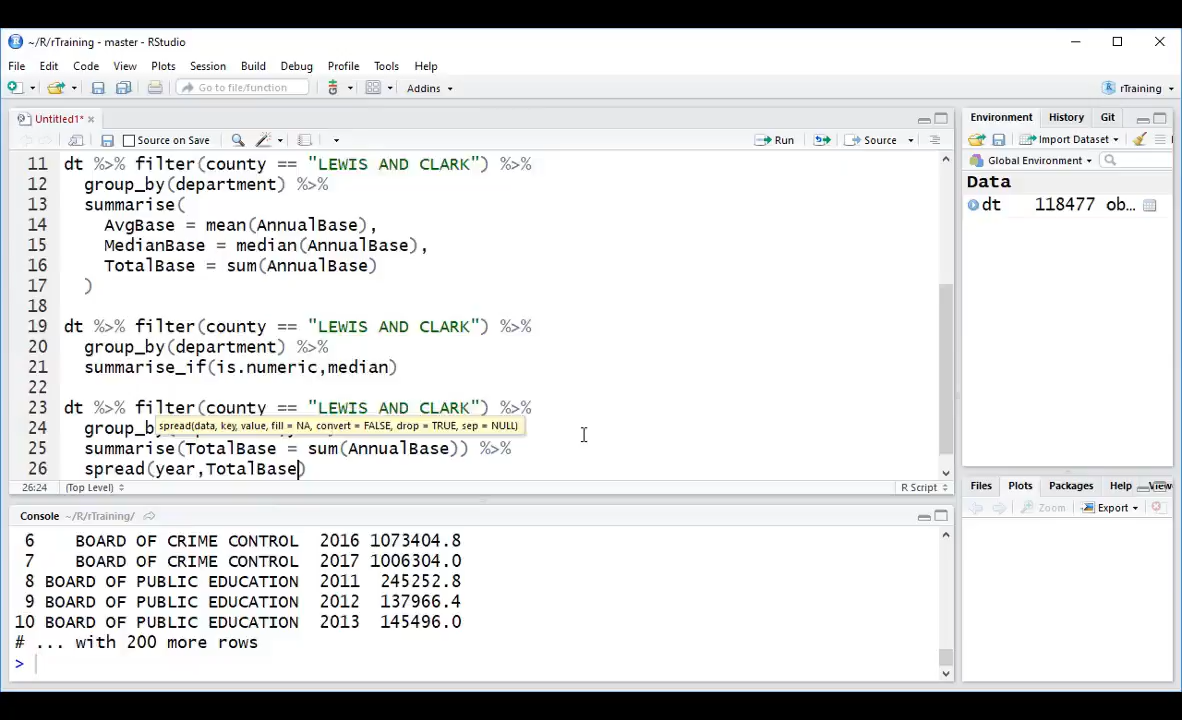 ~/R/rTraining - master - RStudio
File Edit Code View Plots Session Build Debug Profile Tools Help
Go to file/function Addins rTraining
Untitled1*
Source on Save Run Source
11 dt %>% filter(county == "LEWIS AND CLARK") %>%
12 group_by(department) %>%
13 summarise(
14 AvgBase = mean(AnnualBase),
15 MedianBase = median(AnnualBase),
16 TotalBase = sum(AnnualBase)
17 )
18
19 dt %>% filter(county == "LEWIS AND CLARK") %>%
20 group_by(department) %>%
21 summarise_if(is.numeric,median)
22
23 dt %>% filter(county == "LEWIS AND CLARK") %>%
spread(data, key, value, fill = NA, convert = FALSE, drop = TRUE, sep = NULL)
24 group_b
25 summarise(TotalBase = sum(AnnualBase)) %>%
26 spread(year,TotalBase)
26:24 (Top Level) R Script
Console ~/R/rTraining/
6 BOARD OF CRIME CONTROL 2016 1073404.8
7 BOARD OF CRIME CONTROL 2017 1006304.0
8 BOARD OF PUBLIC EDUCATION 2011 245252.8
9 BOARD OF PUBLIC EDUCATION 2012 137966.4
10 BOARD OF PUBLIC EDUCATION 2013 145496.0
# ... with 200 more rows
>
Environment History Git
Import Dataset
Global Environment
Data
dt 118477 ob...
Files Plots Packages Help
Zoom Export